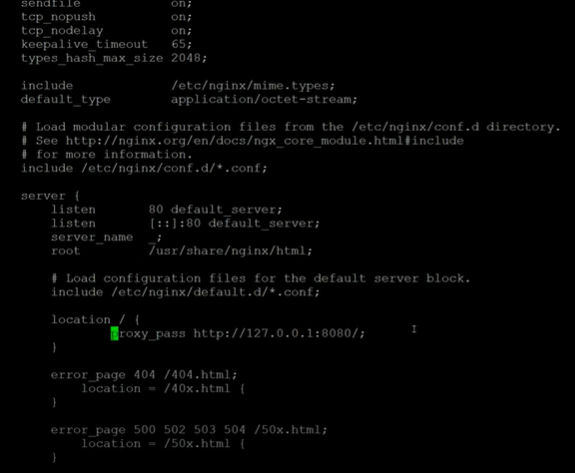 sendfile            on;
tcp_nopush          on;
tcp_nodelay         on;
keepalive_timeout   65;
types_hash_max_size 2048;
include             /etc/nginx/mime.types;
default_type        application/octet-stream;
# Load modular configuration files from the /etc/nginx/conf.d directory.
# See http://nginx.org/en/docs/ngx_core_module.html#include
# for more information.
include /etc/nginx/conf.d/*.conf;
server {
listen       80 default_server;
listen       [::]:80 default_server;
server_name  _;
root         /usr/share/nginx/html;
# Load configuration files for the default server block.
include /etc/nginx/default.d/*.conf;
location / {
proxy_pass http://127.0.0.1:8080/;
}
error_page 404 /404.html;
location = /40x.html {
}
error_page 500 502 503 504 /50x.html;
location = /50x.html {
}